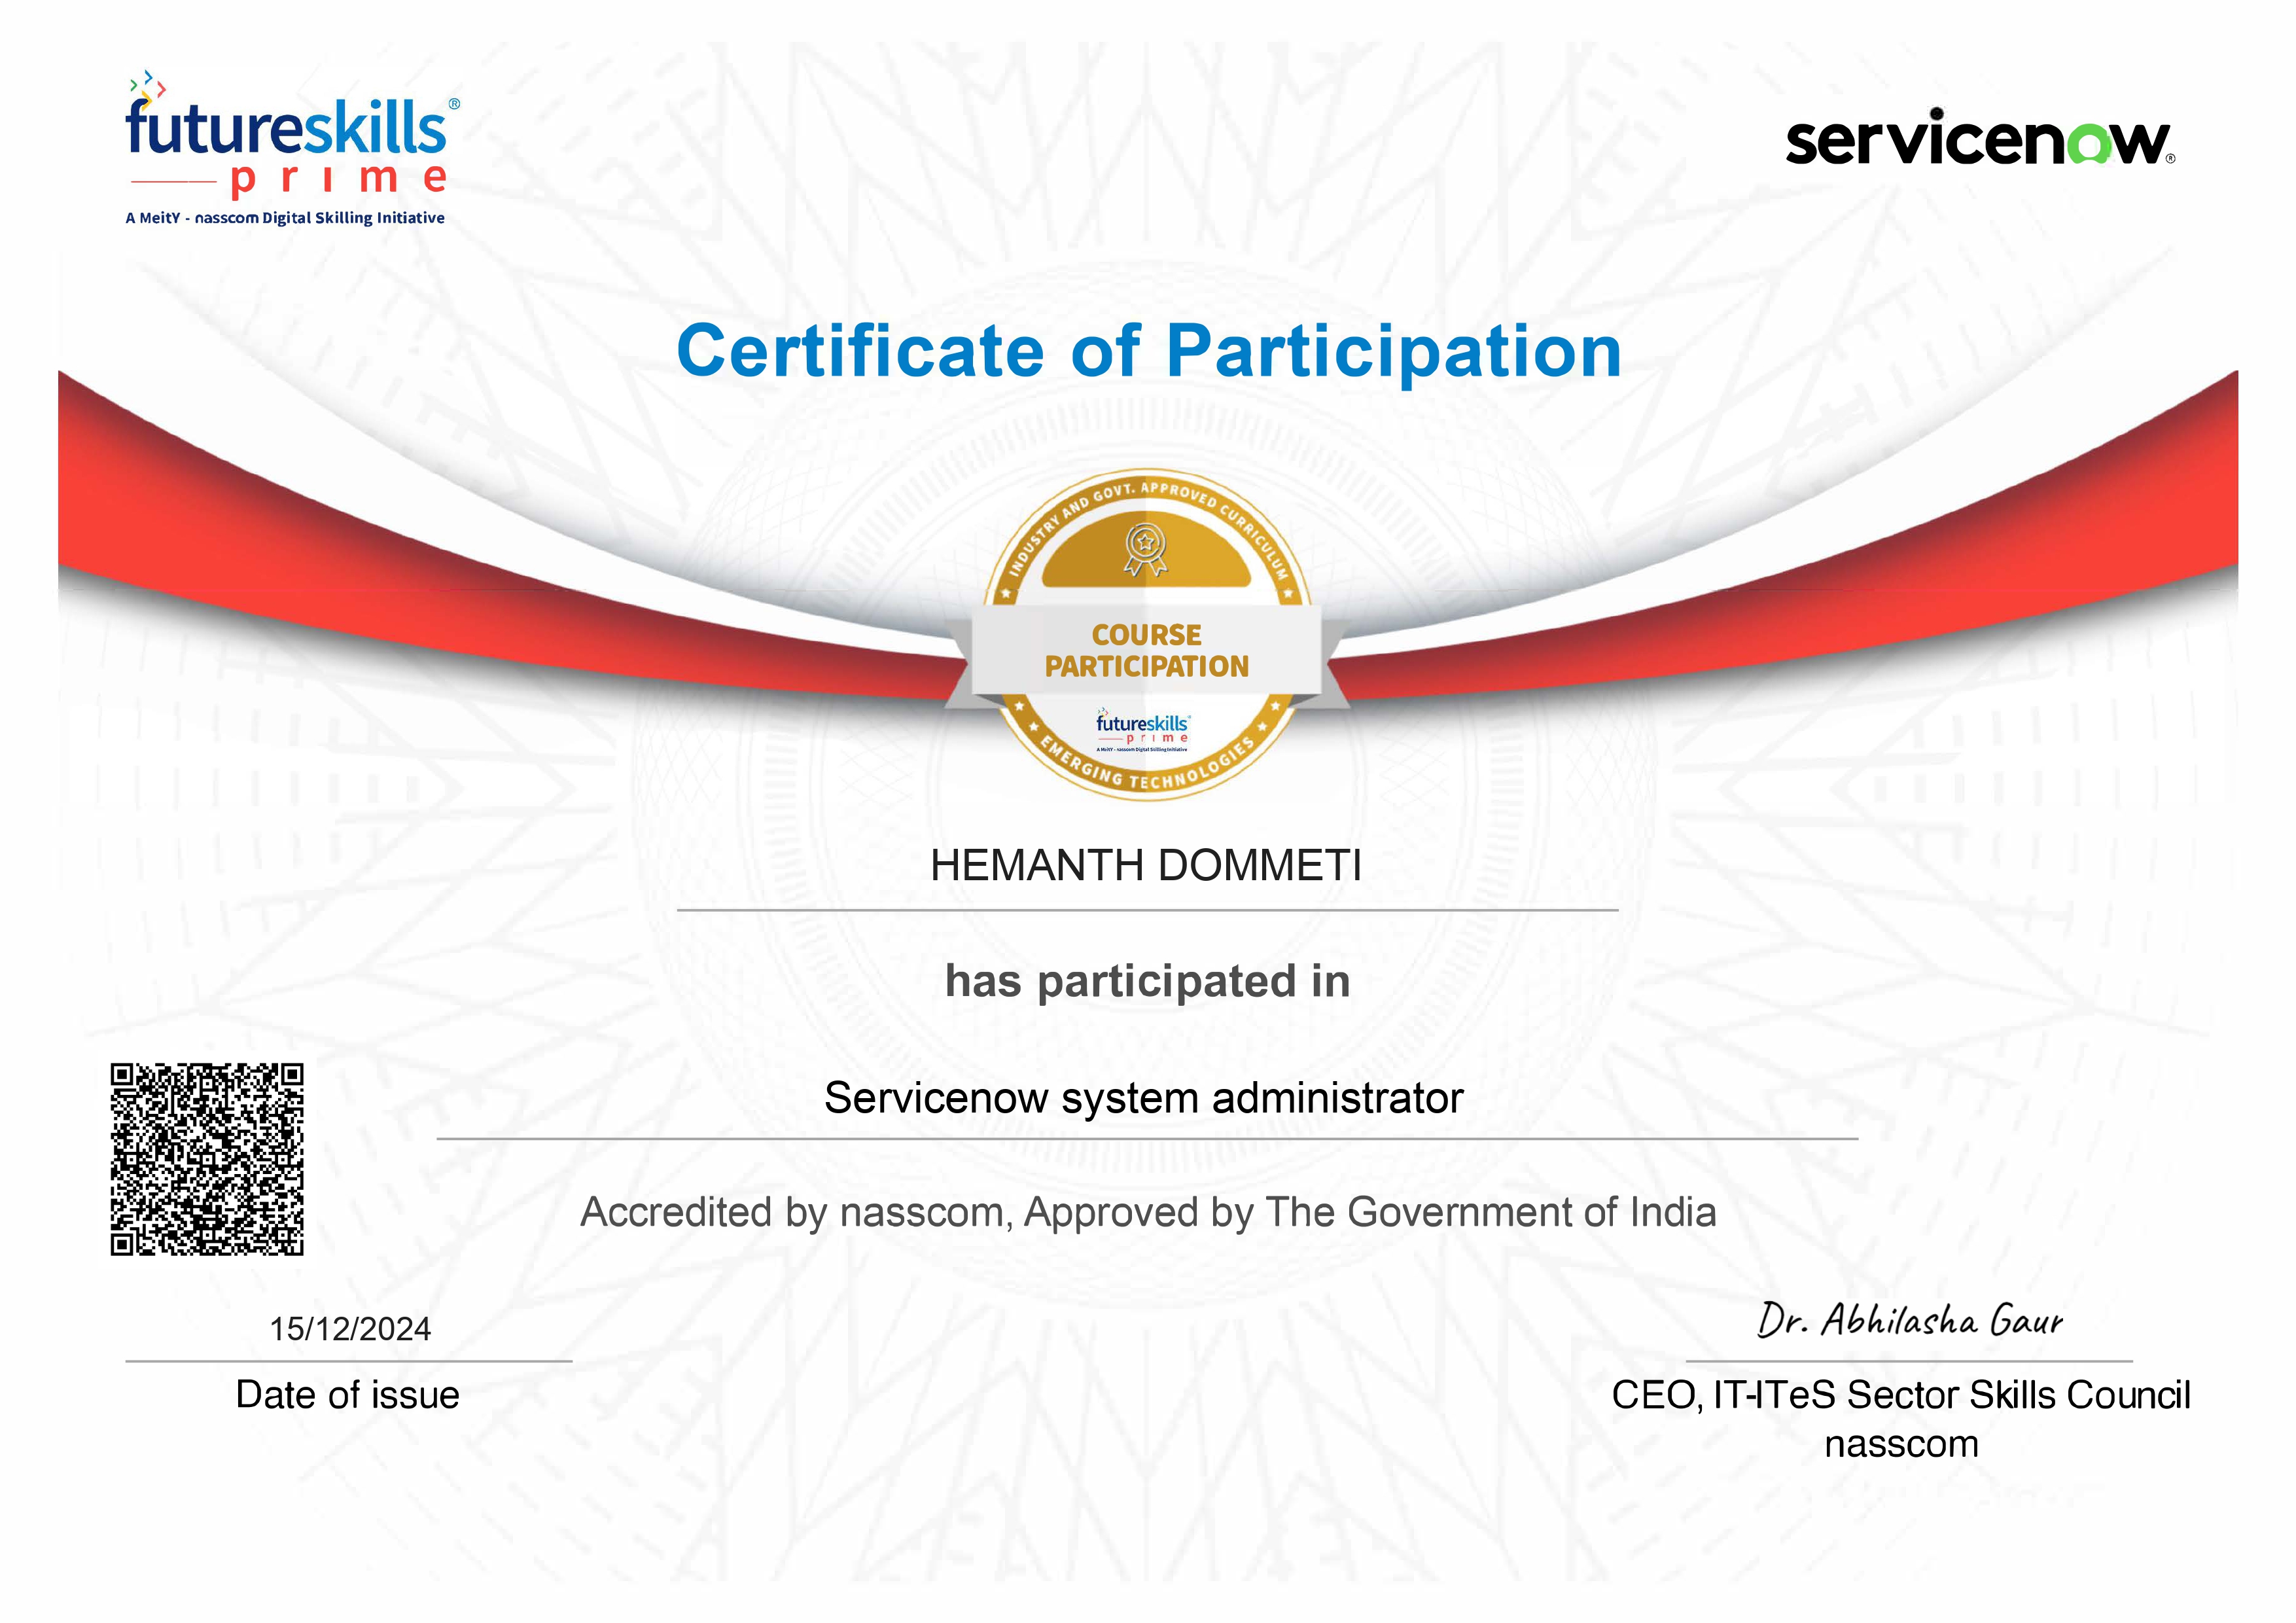 futureskills®
prime
A MeitY - nasscom Digital Skilling Initiative
servicenow®
Certificate of Participation
INDUSTRY AND GOVT. APPROVED CURRICULUM
COURSE
PARTICIPATION
futureskills
prime
A MeitY - nasscom Digital Skilling Initiative
EMERGING TECHNOLOGIES
HEMANTH DOMMETI
has participated in
Servicenow system administrator
Accredited by nasscom, Approved by The Government of India
15/12/2024
Date of issue
Dr. Abhilasha Gaur
CEO, IT-ITeS Sector Skills Council
nasscom